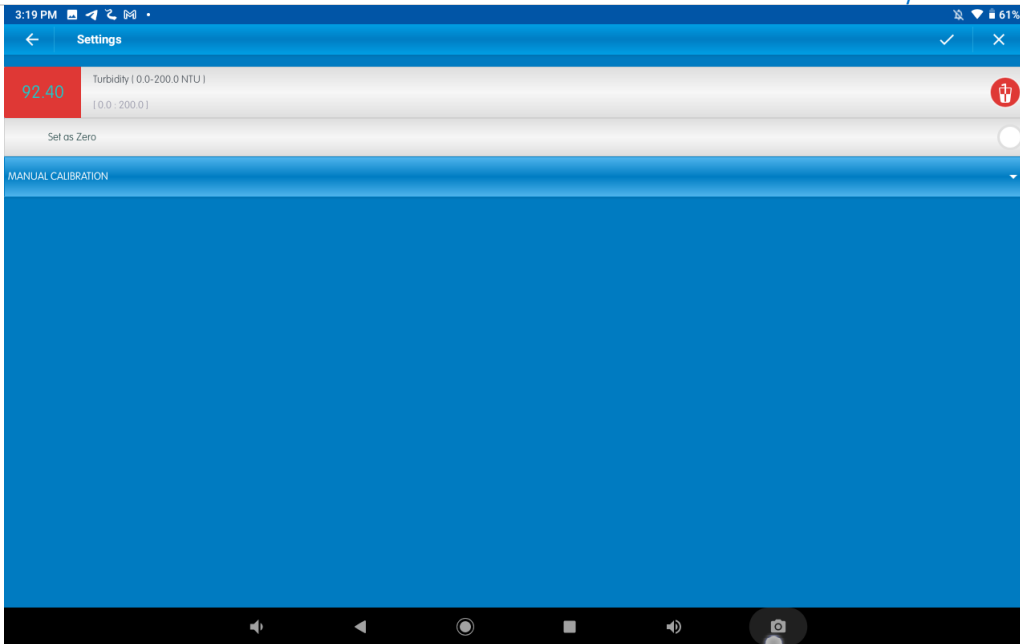 3:19 PM 61%
Settings
92.40
Turbidity ( 0.0-200.0 NTU )
[ 0.0 : 200.0 ]
Set as Zero
MANUAL CALIBRATION